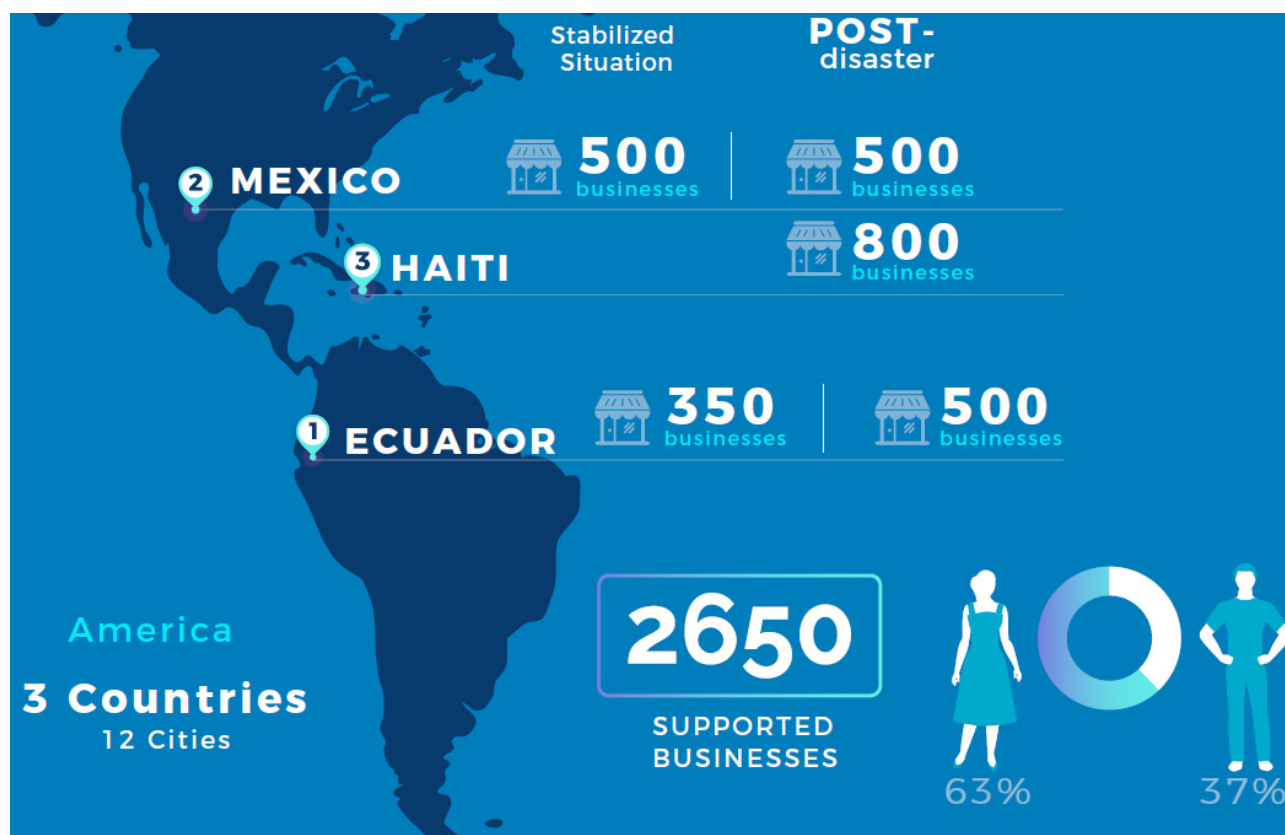 Stabilized
Situation
POST-
disaster
2 MEXICO
500
businesses
500
businesses
3 HAITI
800
businesses
1 ECUADOR
350
businesses
500
businesses
America
3 Countries
12 Cities
2650
SUPPORTED
BUSINESSES
63%
37%